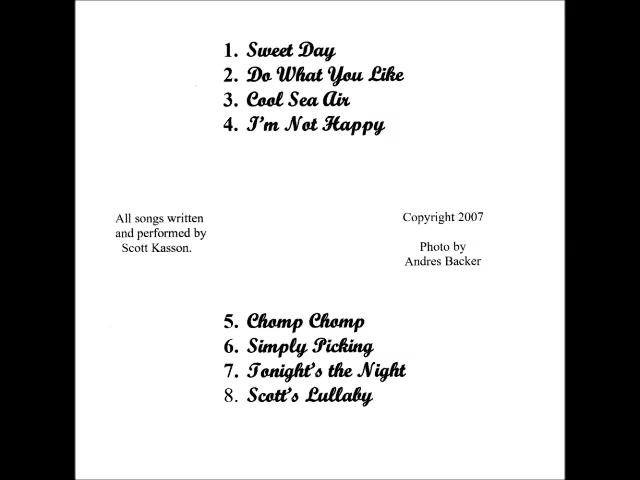 1. Sweet Day
2. Do What You Like
3. Cool Sea Air
4. I'm Not Happy
All songs written
and performed by
Scott Kasson.
Copyright 2007
Photo by
Andres Backer
5. Chomp Chomp
6. Simply Picking
7. Tonight's the Night
8. Scott's Lullaby